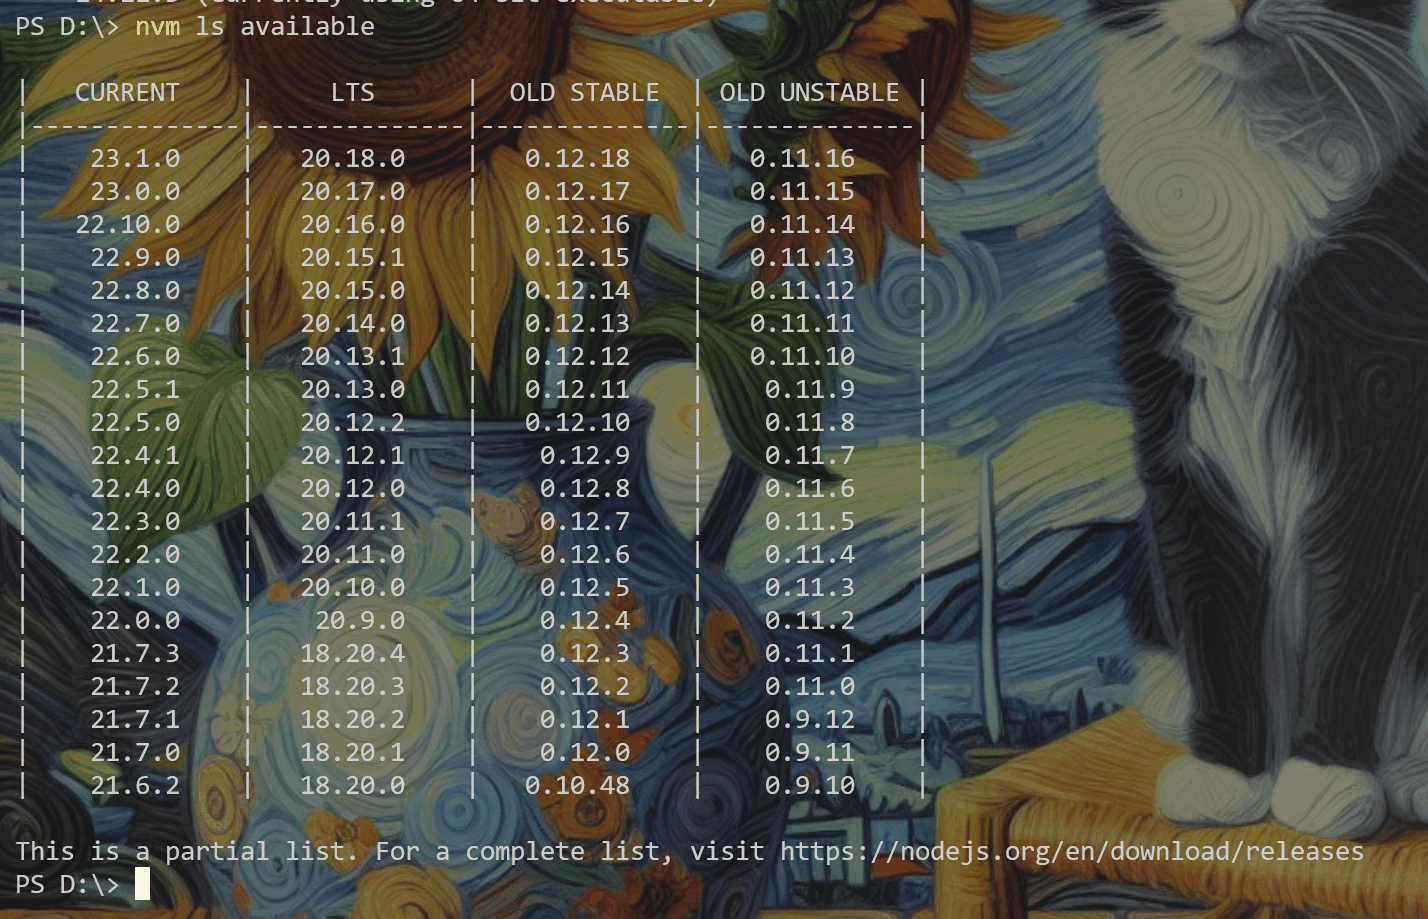 (Currently using 64-bit executable)
PS D:\> nvm ls available
|   CURRENT    |     LTS      |  OLD STABLE  | OLD UNSTABLE |
|--------------|--------------|--------------|--------------|
|    23.1.0    |   20.18.0    |   0.12.18    |   0.11.16    |
|    23.0.0    |   20.17.0    |   0.12.17    |   0.11.15    |
|   22.10.0    |   20.16.0    |   0.12.16    |   0.11.14    |
|    22.9.0    |   20.15.1    |   0.12.15    |   0.11.13    |
|    22.8.0    |   20.15.0    |   0.12.14    |   0.11.12    |
|    22.7.0    |   20.14.0    |   0.12.13    |   0.11.11    |
|    22.6.0    |   20.13.1    |   0.12.12    |   0.11.10    |
|    22.5.1    |   20.13.0    |   0.12.11    |    0.11.9    |
|    22.5.0    |   20.12.2    |   0.12.10    |    0.11.8    |
|    22.4.1    |   20.12.1    |    0.12.9    |    0.11.7    |
|    22.4.0    |   20.12.0    |    0.12.8    |    0.11.6    |
|    22.3.0    |   20.11.1    |    0.12.7    |    0.11.5    |
|    22.2.0    |   20.11.0    |    0.12.6    |    0.11.4    |
|    22.1.0    |   20.10.0    |    0.12.5    |    0.11.3    |
|    22.0.0    |    20.9.0    |    0.12.4    |    0.11.2    |
|    21.7.3    |   18.20.4    |    0.12.3    |    0.11.1    |
|    21.7.2    |   18.20.3    |    0.12.2    |    0.11.0    |
|    21.7.1    |   18.20.2    |    0.12.1    |    0.9.12    |
|    21.7.0    |   18.20.1    |    0.12.0    |    0.9.11    |
|    21.6.2    |   18.20.0    |   0.10.48    |    0.9.10    |
This is a partial list. For a complete list, visit https://nodejs.org/en/download/releases
PS D:\>